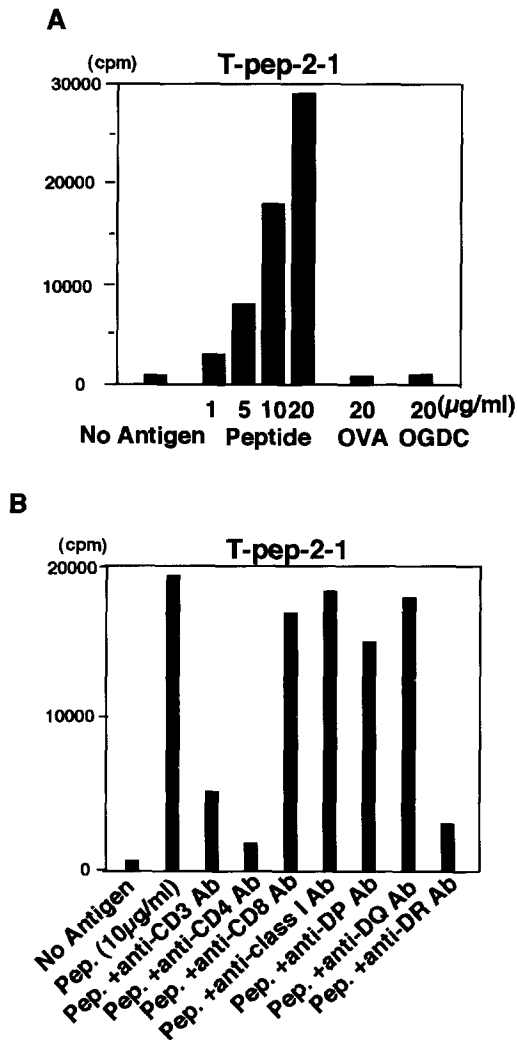 A
(cpm)
T-pep-2-1
30000
20000
10000
0
1 5 10 20 20 20 (µg/ml)
No Antigen Peptide OVA OGDC
B
(cpm)
T-pep-2-1
20000
10000
0
No Antigen
Pep. (10µg/ml)
Pep. +anti-CD3 Ab
Pep. +anti-CD4 Ab
Pep. +anti-CD8 Ab
Pep. +anti-class I Ab
Pep. +anti-DP Ab
Pep. +anti-DQ Ab
Pep. +anti-DR Ab